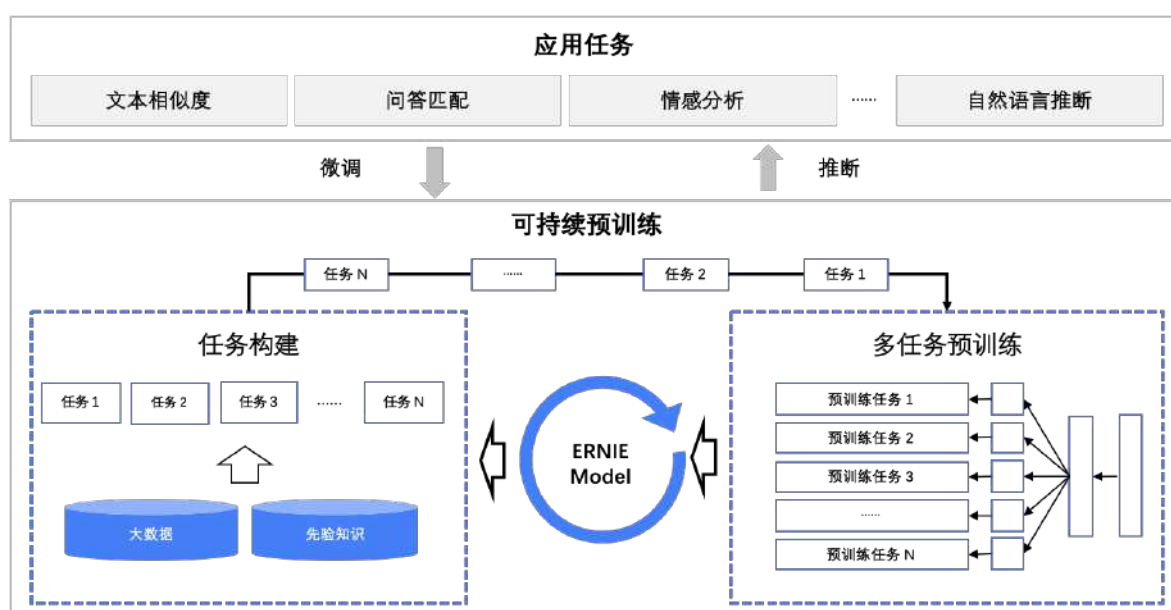 应用任务
文本相似度
问答匹配
情感分析
······
自然语言推断
微调
推断
可持续预训练
任务 N
······
任务 2
任务 1
任务构建
任务 1
任务 2
任务 3
······
任务 N
大数据
先验知识
ERNIE
Model
多任务预训练
预训练任务 1
预训练任务 2
预训练任务 3
······
预训练任务 N